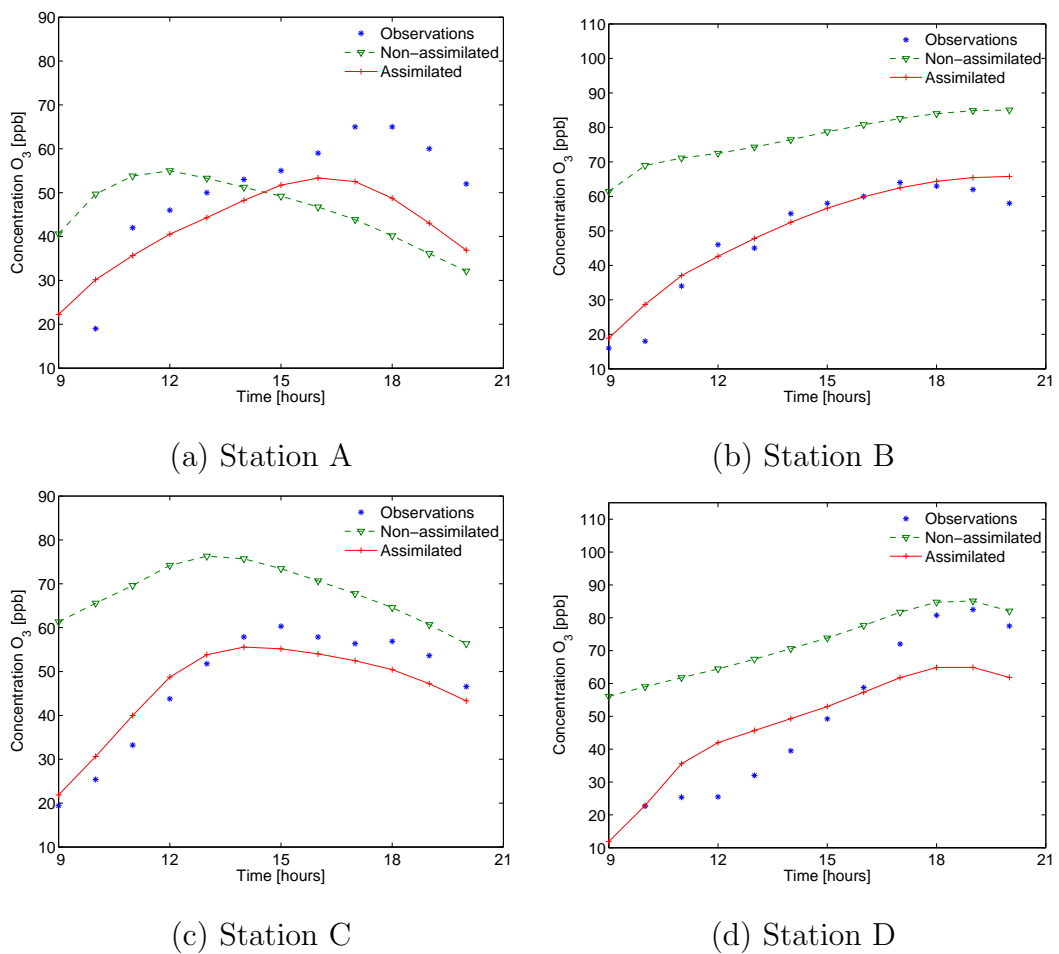 90
80
70
60
50
40
30
20
10
Concentration O3 [ppb]
Observations
Non−assimilated
Assimilated
9 12 15 18 21
Time [hours]
(a) Station A
110
100
90
80
70
60
50
40
30
20
10
Concentration O3 [ppb]
Observations
Non−assimilated
Assimilated
9 12 15 18 21
Time [hours]
(b) Station B
90
80
70
60
50
40
30
20
10
Concentration O3 [ppb]
Observations
Non−assimilated
Assimilated
9 12 15 18 21
Time [hours]
(c) Station C
110
100
90
80
70
60
50
40
30
20
10
Concentration O3 [ppb]
Observations
Non−assimilated
Assimilated
9 12 15 18 21
Time [hours]
(d) Station D